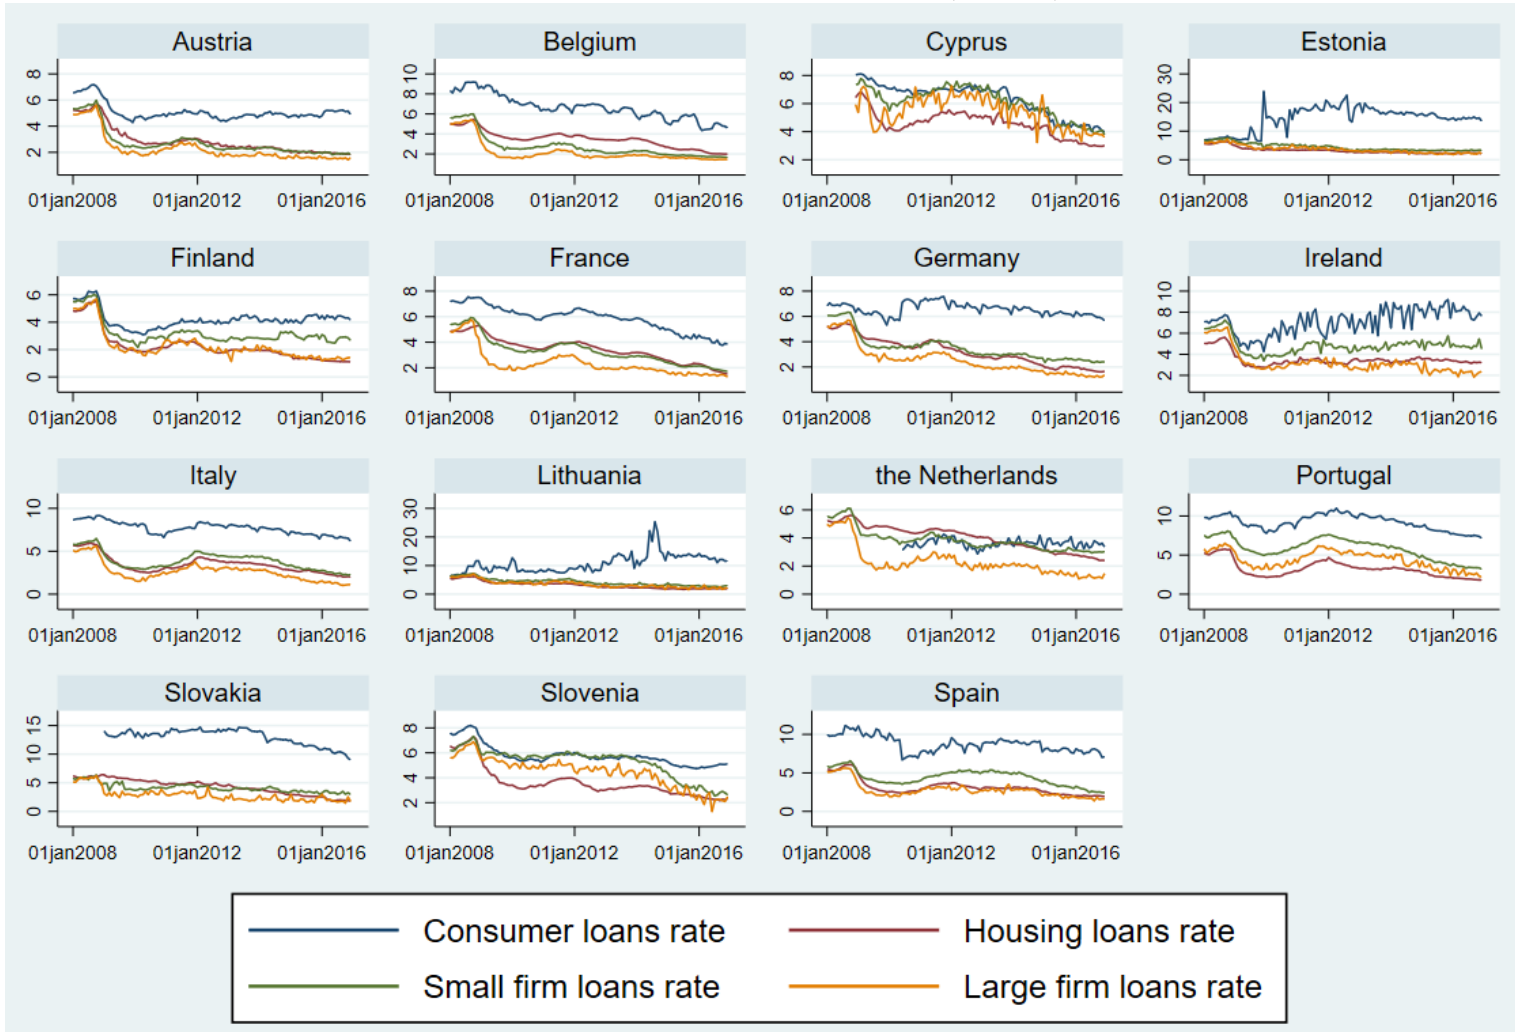 Austria Belgium Cyprus Estonia
8 6 4 2 10 8 6 4 2 8 6 4 2 30 20 10 0
01jan2008 01jan2012 01jan2016 01jan2008 01jan2012 01jan2016 01jan2008 01jan2012 01jan2016 01jan2008 01jan2012 01jan2016
Finland France Germany Ireland
6 4 2 0 8 6 4 2 8 6 4 2 10 8 6 4 2
01jan2008 01jan2012 01jan2016 01jan2008 01jan2012 01jan2016 01jan2008 01jan2012 01jan2016 01jan2008 01jan2012 01jan2016
Italy Lithuania the Netherlands Portugal
10 5 0 30 20 10 0 6 4 2 0 10 5 0
01jan2008 01jan2012 01jan2016 01jan2008 01jan2012 01jan2016 01jan2008 01jan2012 01jan2016 01jan2008 01jan2012 01jan2016
Slovakia Slovenia Spain
15 10 5 0 8 6 4 2 10 5 0
01jan2008 01jan2012 01jan2016 01jan2008 01jan2012 01jan2016 01jan2008 01jan2012 01jan2016
Consumer loans rate Housing loans rate
Small firm loans rate Large firm loans rate